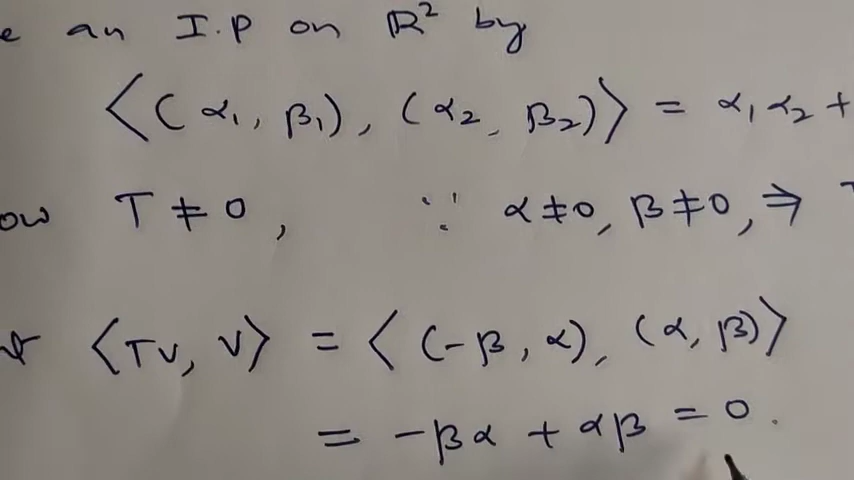 e an I.P on ℝ² by
⟨(α₁, β₁), (α₂, β₂)⟩ = α₁α₂ +
ow T ≠ 0, ∵ α≠0, β≠0, ⇒
⟨Tv, v⟩ = ⟨(-β, α), (α, β)⟩
= -βα + αβ = 0.